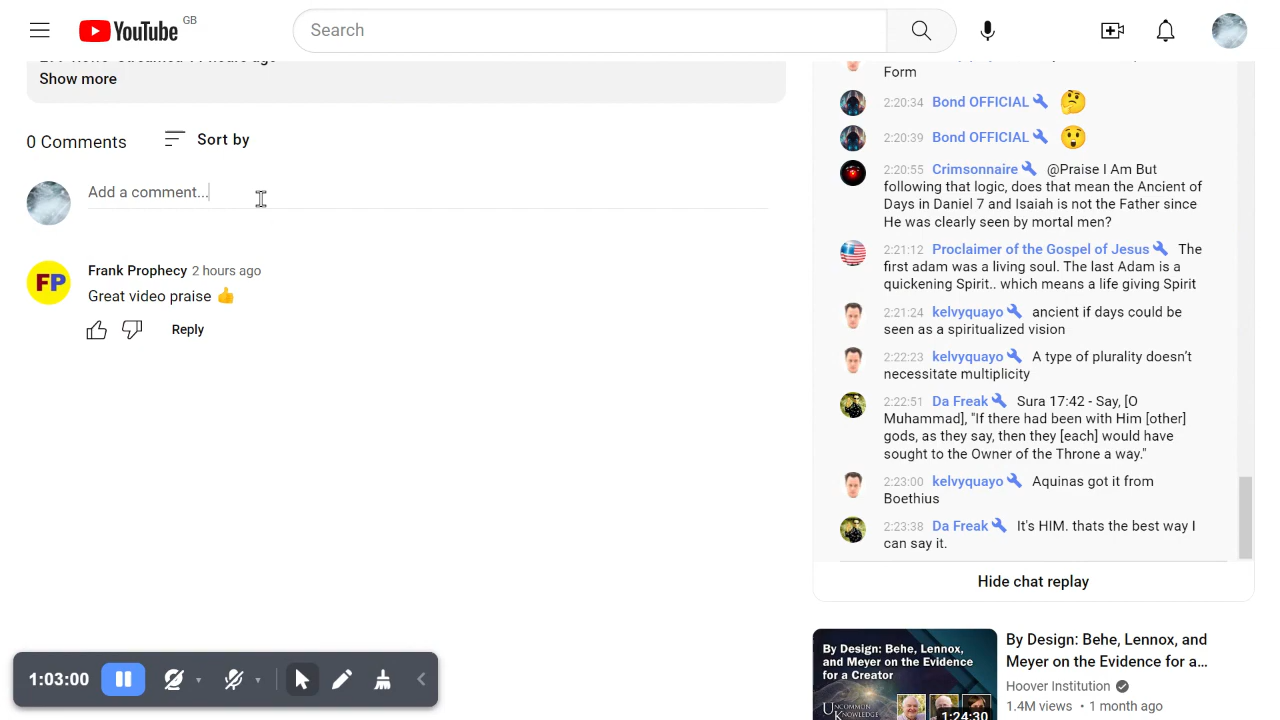 YouTube GB
Search
Show more
0 Comments Sort by
Add a comment...
Frank Prophecy 2 hours ago
Great video praise 👍
Reply
Form
2:20:34 Bond OFFICIAL 🤔
2:20:39 Bond OFFICIAL 😲
2:20:55 Crimsonnaire @Praise I Am But
following that logic, does that mean the Ancient of
Days in Daniel 7 and Isaiah is not the Father since
He was clearly seen by mortal men?
2:21:12 Proclaimer of the Gospel of Jesus The
first adam was a living soul. The last Adam is a
quickening Spirit.. which means a life giving Spirit
2:21:24 kelvyquayo ancient if days could be
seen as a spiritualized vision
2:22:23 kelvyquayo A type of plurality doesn’t
necessitate multiplicity
2:22:51 Da Freak Sura 17:42 - Say, [O
Muhammad], "If there had been with Him [other]
gods, as they say, then they [each] would have
sought to the Owner of the Throne a way."
2:23:00 kelvyquayo Aquinas got it from
Boethius
2:23:38 Da Freak It's HIM. thats the best way I
can say it.
Hide chat replay
By Design: Behe, Lennox,
and Meyer on the Evidence
for a Creator
UNCOMMON
KNOWLEDGE
1:24:30
By Design: Behe, Lennox, and
Meyer on the Evidence for a...
Hoover Institution
1.4M views • 1 month ago
FP
1:03:00